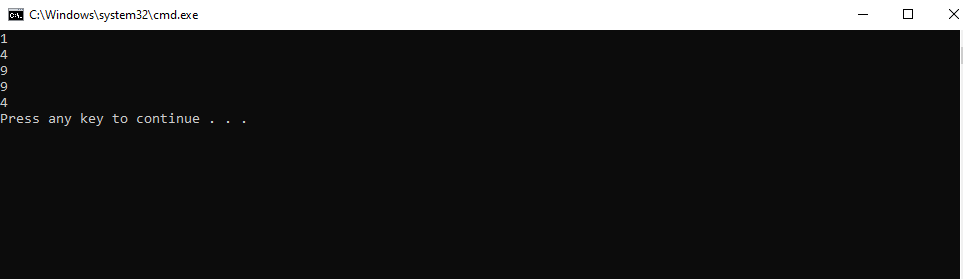 C:\Windows\system32\cmd.exe
1
4
9
9
4
Press any key to continue . . .